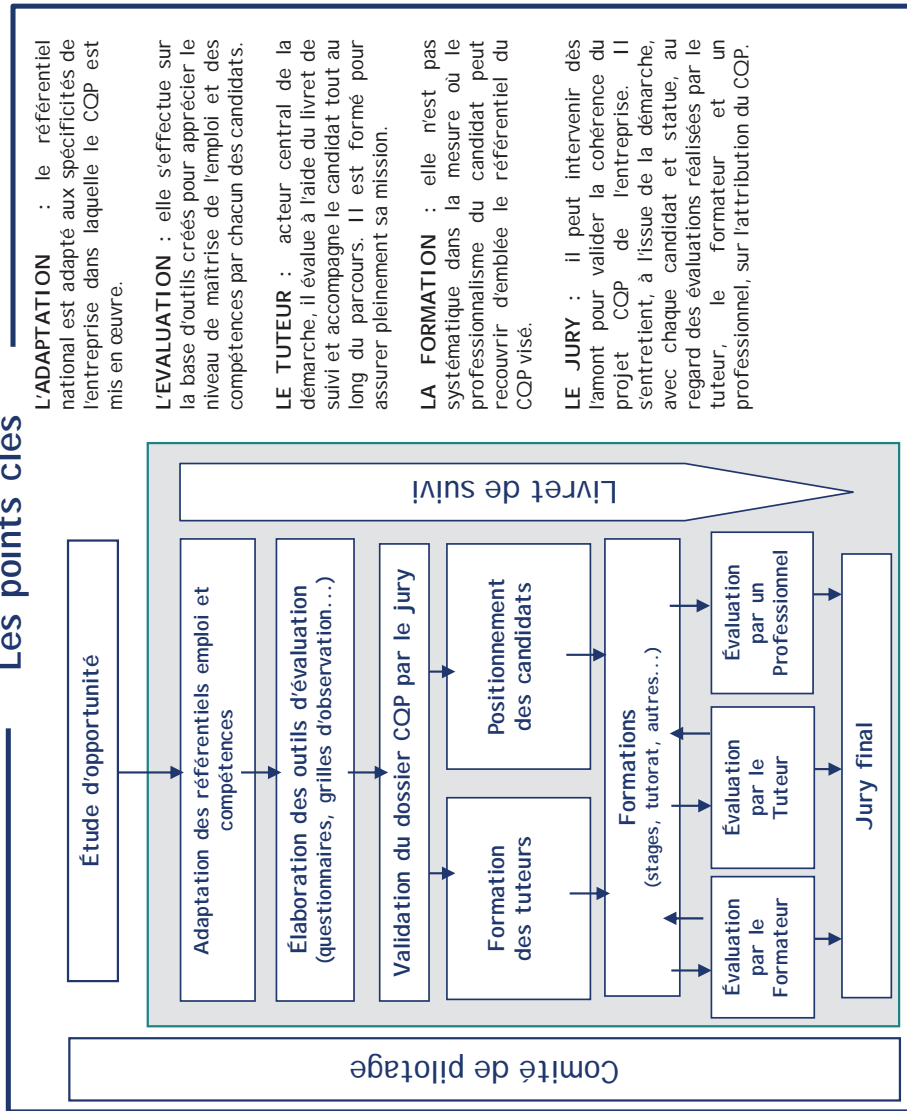 Les points clés
Comité de pilotage
Étude d'opportunité
Adaptation des référentiels emploi et
compétences
Élaboration des outils d'évaluation
(questionnaires, grilles d'observation...)
Validation du dossier CQP par le jury
Formation
des tuteurs
Positionnement
des candidats
Formations
(stages, tutorat, autres...)
Évaluation
par le
Formateur
Évaluation
par le
Tuteur
Évaluation
par un
Professionnel
Jury final
Livret de suivi
L'ADAPTATION : le référentiel
national est adapté aux spécificités de
l'entreprise dans laquelle le CQP est
mis en œuvre.
L'EVALUATION : elle s'effectue sur
la base d'outils créés pour apprécier le
niveau de maîtrise de l'emploi et des
compétences par chacun des candidats.
LE TUTEUR : acteur central de la
démarche, il évalue à l'aide du livret de
suivi et accompagne le candidat tout au
long du parcours. Il est formé pour
assurer pleinement sa mission.
LA FORMATION : elle n'est pas
systématique dans la mesure où le
professionnalisme du candidat peut
recouvrir d'emblée le référentiel du
CQP visé.
LE JURY : il peut intervenir dès
l'amont pour valider la cohérence du
projet CQP de l'entreprise. Il
s'entretient, à l'issue de la démarche,
avec chaque candidat et statue, au
regard des évaluations réalisées par le
tuteur, le formateur et un
professionnel, sur l'attribution du CQP.